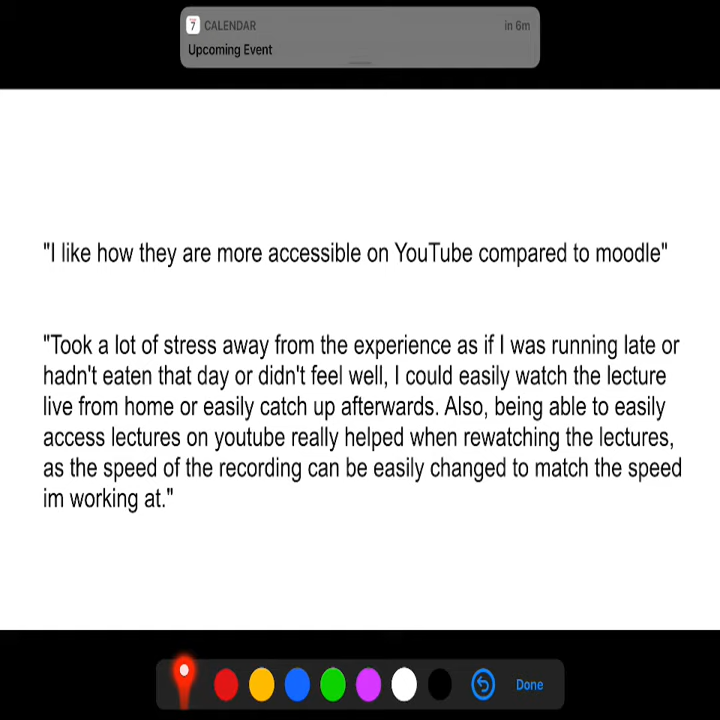 7 CALENDAR in 6m
Upcoming Event
"I like how they are more accessible on YouTube compared to moodle"
"Took a lot of stress away from the experience as if I was running late or
hadn't eaten that day or didn't feel well, I could easily watch the lecture
live from home or easily catch up afterwards. Also, being able to easily
access lectures on youtube really helped when rewatching the lectures,
as the speed of the recording can be easily changed to match the speed
im working at."
Done